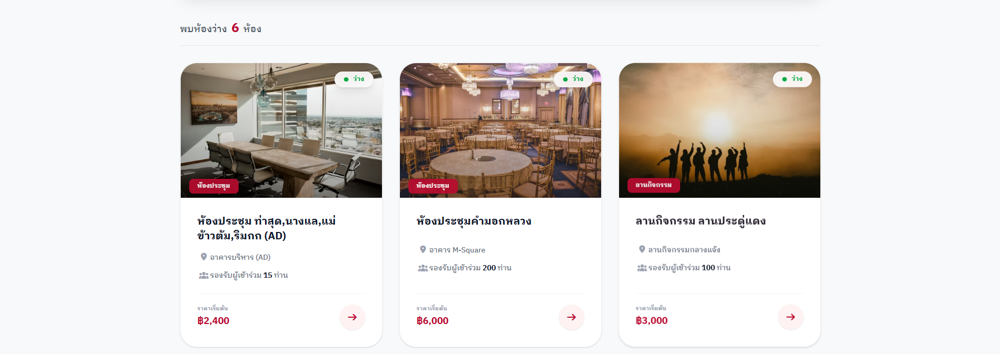 พบห้องว่าง 6 ห้อง
ว่าง
ห้องประชุม
ห้องประชุม ท่าสุด,นางแล,แม่
ข้าวต้ม,ริมกก (AD)
อาคารบริหาร (AD)
รองรับผู้เข้าร่วม 15 ท่าน
ราคาเริ่มต้น
฿2,400
ว่าง
ห้องประชุม
ห้องประชุมคำมอกหลวง
อาคาร M-Square
รองรับผู้เข้าร่วม 200 ท่าน
ราคาเริ่มต้น
฿6,000
ว่าง
ลานกิจกรรม
ลานกิจกรรม ลานประดู่แดง
ลานกิจกรรมกลางแจ้ง
รองรับผู้เข้าร่วม 100 ท่าน
ราคาเริ่มต้น
฿3,000